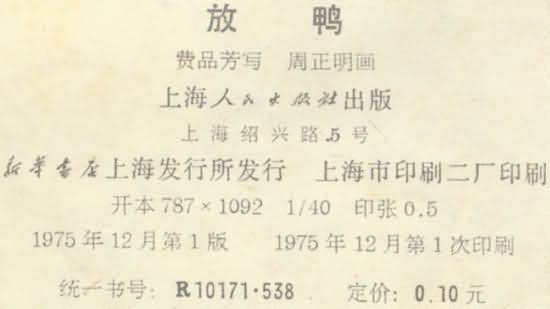 放 鸭
费品芳写 周正明画
上海人民出版社出版
上海绍兴路5号
新华书店上海发行所发行 上海市印刷二厂印刷
开本787×1092 1/40 印张0.5
1975年12月第1版 1975年12月第1次印刷
统一书号: R10171·538 定价: 0.10元